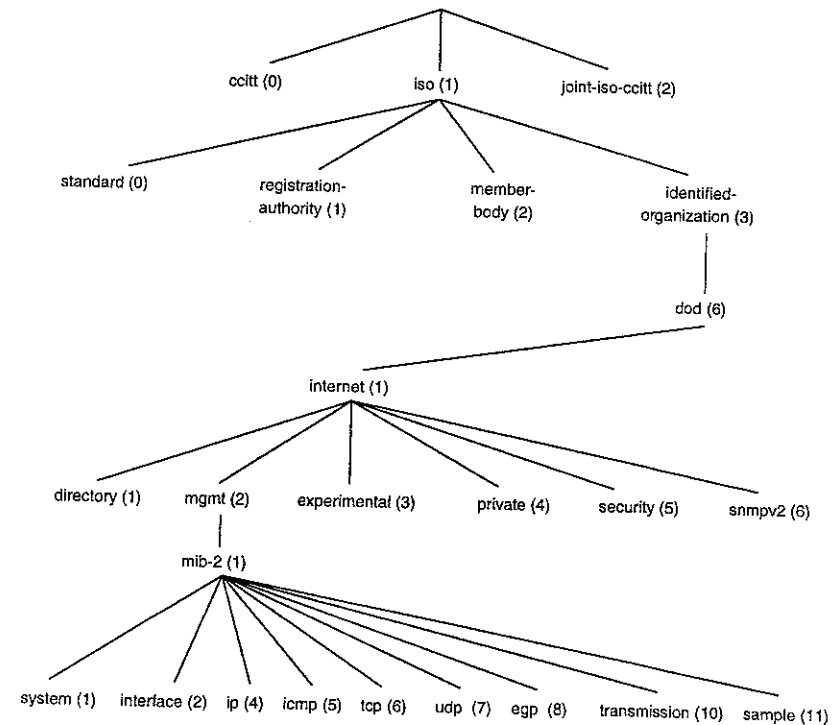 ccitt (0)
iso (1)
joint-iso-ccitt (2)
standard (0)
registration-
authority (1)
member-
body (2)
identified-
organization (3)
dod (6)
internet (1)
directory (1)
mgmt (2)
experimental (3)
private (4)
security (5)
snmpv2 (6)
mib-2 (1)
system (1)
interface (2)
ip (4)
icmp (5)
tcp (6)
udp (7)
egp (8)
transmission (10)
sample (11)